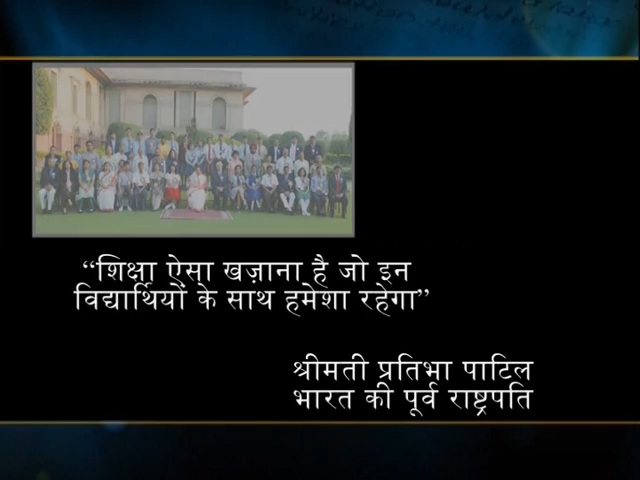 “शिक्षा ऐसा खज़ाना है जो इन
विद्यार्थियों के साथ हमेशा रहेगा”
श्रीमती प्रतिभा पाटिल
भारत की पूर्व राष्ट्रपति